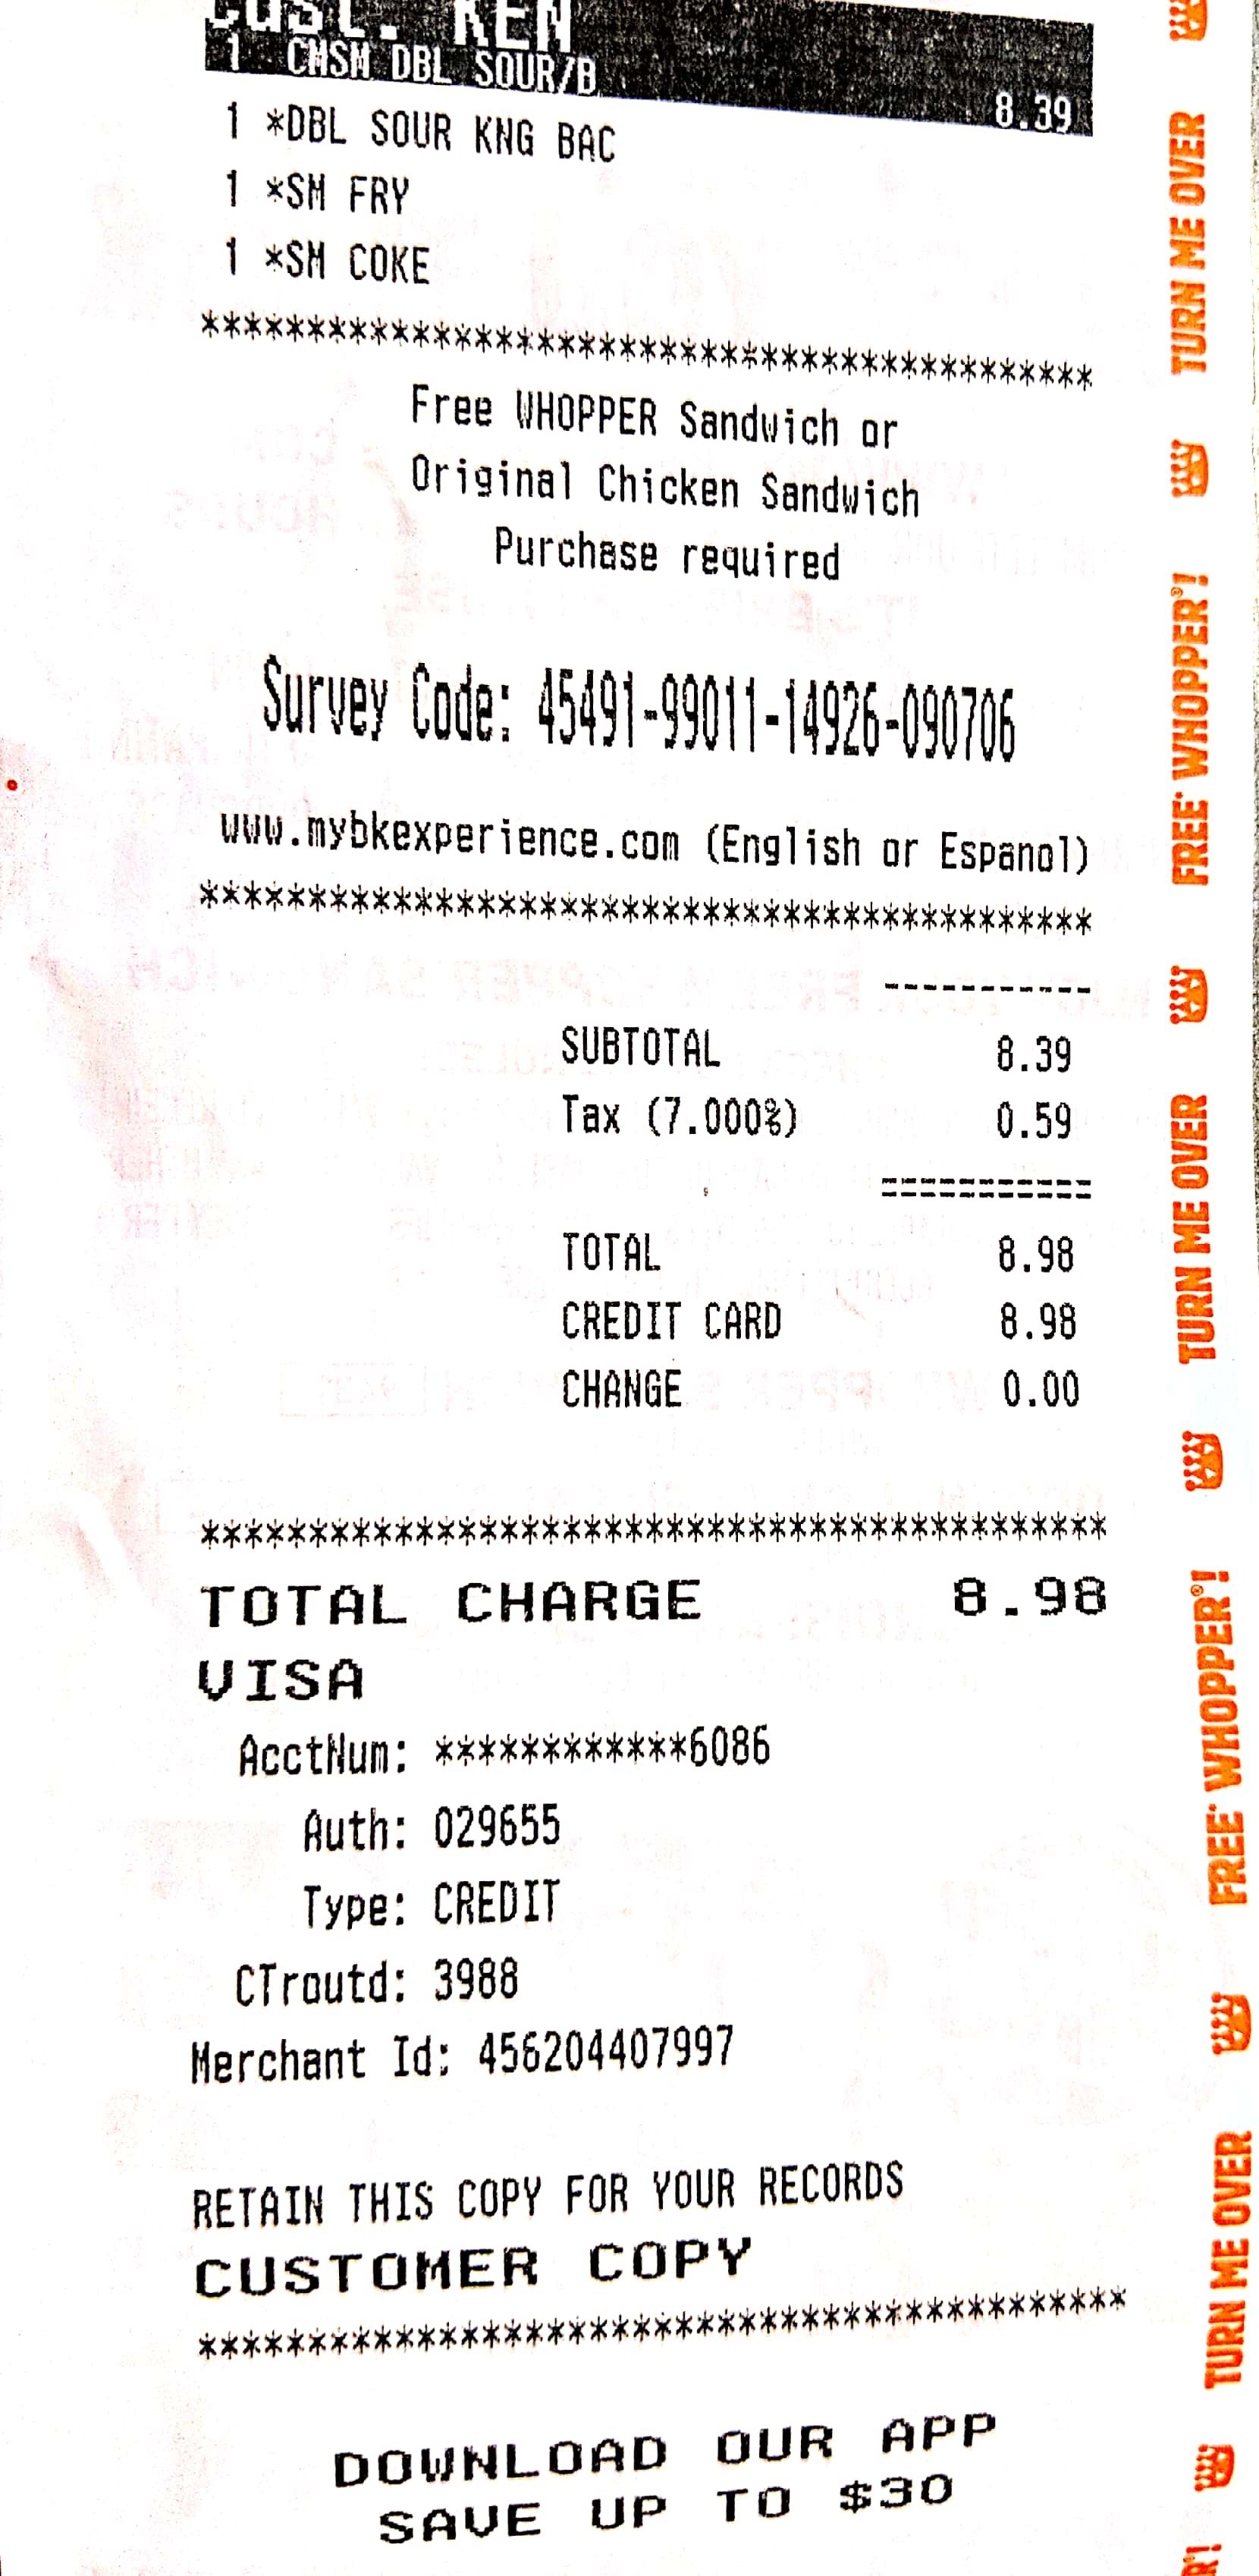 Cust. KEN
1 CMSM DBL SOUR/B 8.39
1 *DBL SOUR KNG BAC
1 *SM FRY
1 *SM COKE
*******************************************
Free WHOPPER Sandwich or
Original Chicken Sandwich
Purchase required
Survey Code: 45491-99011-14926-090706
www.mybkexperience.com (English or Espanol)
*******************************************
-----------
SUBTOTAL 8.39
Tax (7.000%) 0.59
===========
TOTAL 8.98
CREDIT CARD 8.98
CHANGE 0.00
******************************************
TOTAL CHARGE 8.98
VISA
AcctNum: ************6086
Auth: 029655
Type: CREDIT
CTroutd: 3988
Merchant Id: 456204407997
RETAIN THIS COPY FOR YOUR RECORDS
CUSTOMER COPY
*******************************************
DOWNLOAD OUR APP
SAVE UP TO $30
TURN ME OVER
FREE WHOPPER®!
TURN ME OVER
FREE WHOPPER®!
TURN ME OVER